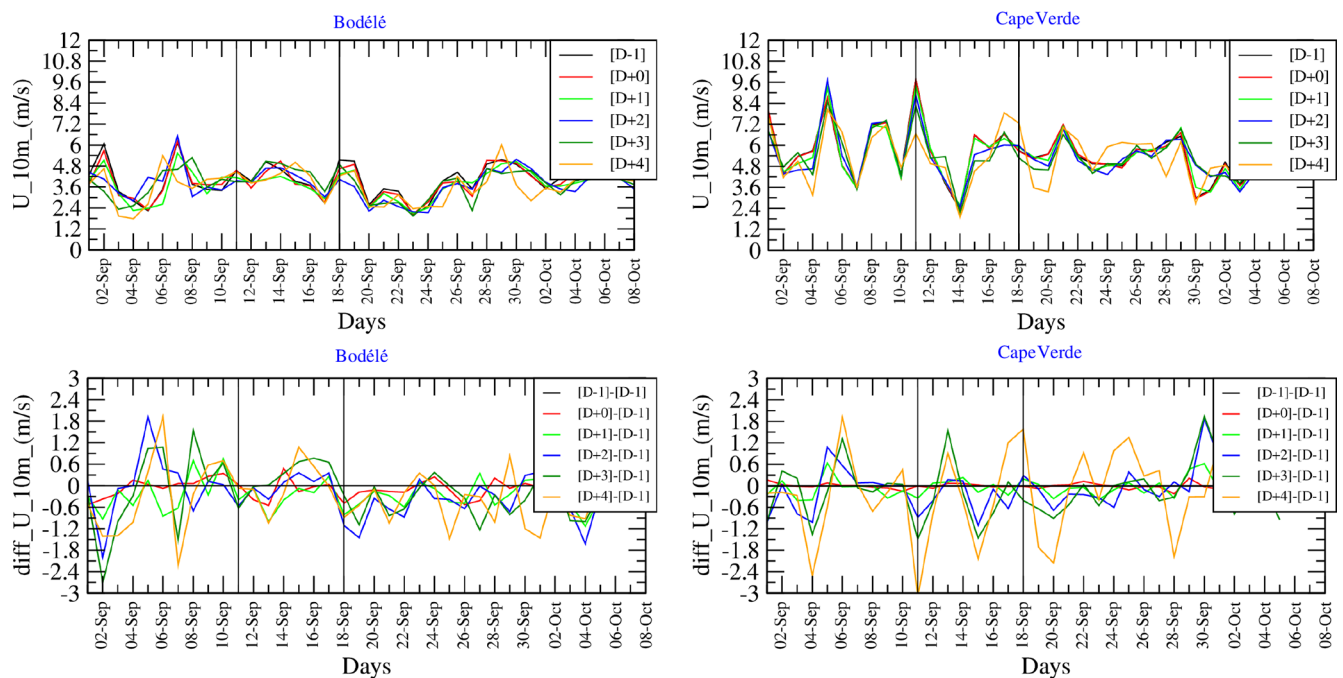 Bodélé
U_10m_(m/s)
12
10.8
9.6
8.4
7.2
6
4.8
3.6
2.4
1.2
0
[D-1]
[D+0]
[D+1]
[D+2]
[D+3]
[D+4]
02-Sep
04-Sep
06-Sep
08-Sep
10-Sep
12-Sep
14-Sep
16-Sep
18-Sep
20-Sep
22-Sep
24-Sep
26-Sep
28-Sep
30-Sep
02-Oct
04-Oct
06-Oct
08-Oct
Days
CapeVerde
U_10m_(m/s)
12
10.8
9.6
8.4
7.2
6
4.8
3.6
2.4
1.2
0
[D-1]
[D+0]
[D+1]
[D+2]
[D+3]
[D+4]
02-Sep
04-Sep
06-Sep
08-Sep
10-Sep
12-Sep
14-Sep
16-Sep
18-Sep
20-Sep
22-Sep
24-Sep
26-Sep
28-Sep
30-Sep
02-Oct
04-Oct
06-Oct
08-Oct
Days
Bodélé
diff_U_10m_(m/s)
3
2.4
1.8
1.2
0.6
0
-0.6
-1.2
-1.8
-2.4
-3
[D-1]-[D-1]
[D+0]-[D-1]
[D+1]-[D-1]
[D+2]-[D-1]
[D+3]-[D-1]
[D+4]-[D-1]
02-Sep
04-Sep
06-Sep
08-Sep
10-Sep
12-Sep
14-Sep
16-Sep
18-Sep
20-Sep
22-Sep
24-Sep
26-Sep
28-Sep
30-Sep
02-Oct
04-Oct
06-Oct
08-Oct
Days
CapeVerde
diff_U_10m_(m/s)
3
2.4
1.8
1.2
0.6
0
-0.6
-1.2
-1.8
-2.4
-3
[D-1]-[D-1]
[D+0]-[D-1]
[D+1]-[D-1]
[D+2]-[D-1]
[D+3]-[D-1]
[D+4]-[D-1]
02-Sep
04-Sep
06-Sep
08-Sep
10-Sep
12-Sep
14-Sep
16-Sep
18-Sep
20-Sep
22-Sep
24-Sep
26-Sep
28-Sep
30-Sep
02-Oct
04-Oct
06-Oct
08-Oct
Days